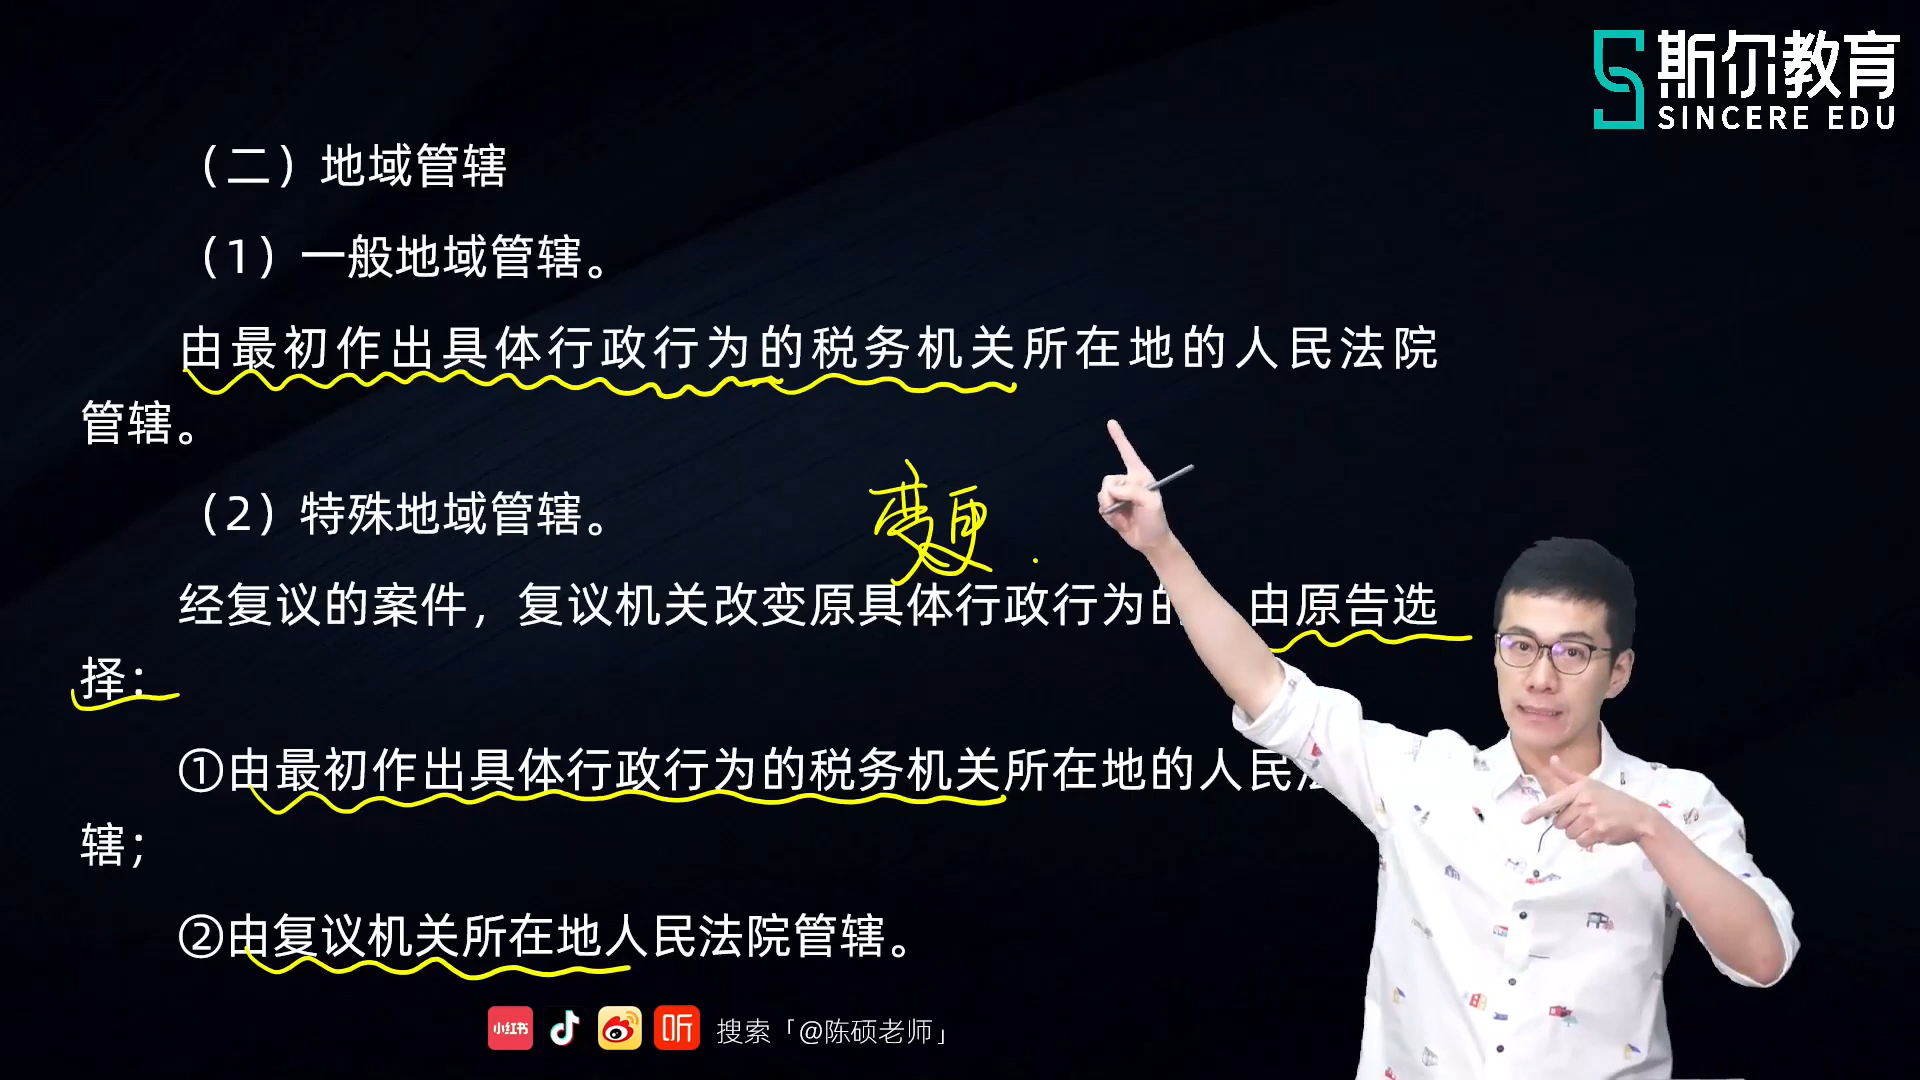 斯尔教育
SINCERE EDU
（二）地域管辖
（1）一般地域管辖。
由最初作出具体行政行为的税务机关所在地的人民法院
管辖。
（2）特殊地域管辖。
变更
经复议的案件，复议机关改变原具体行政行为的 由原告选
择：
①由最初作出具体行政行为的税务机关所在地的人民
辖；
②由复议机关所在地人民法院管辖。
小红书 听 搜索「@陈硕老师」